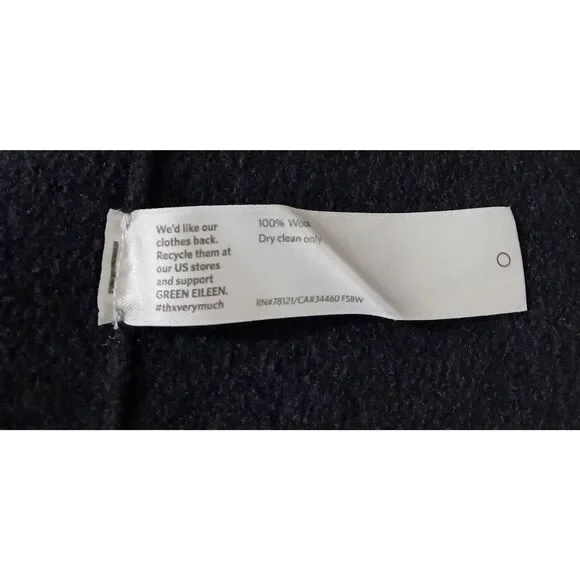 We'd like our
clothes back.
Recycle them at
our US stores
and support
GREEN EILEEN.
#thxverymuch
100% Wool
Dry clean only
RN#78121/CA#34460 FSBW